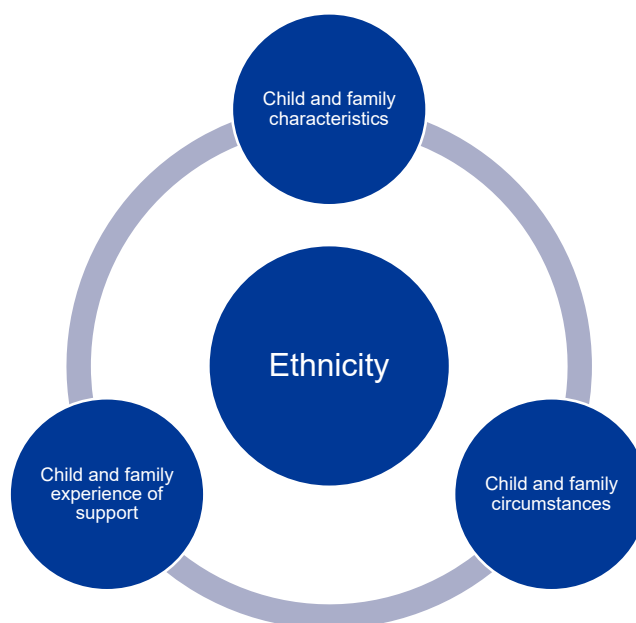 Child and family
characteristics
Ethnicity
Child and family
experience of
support
Child and family
circumstances